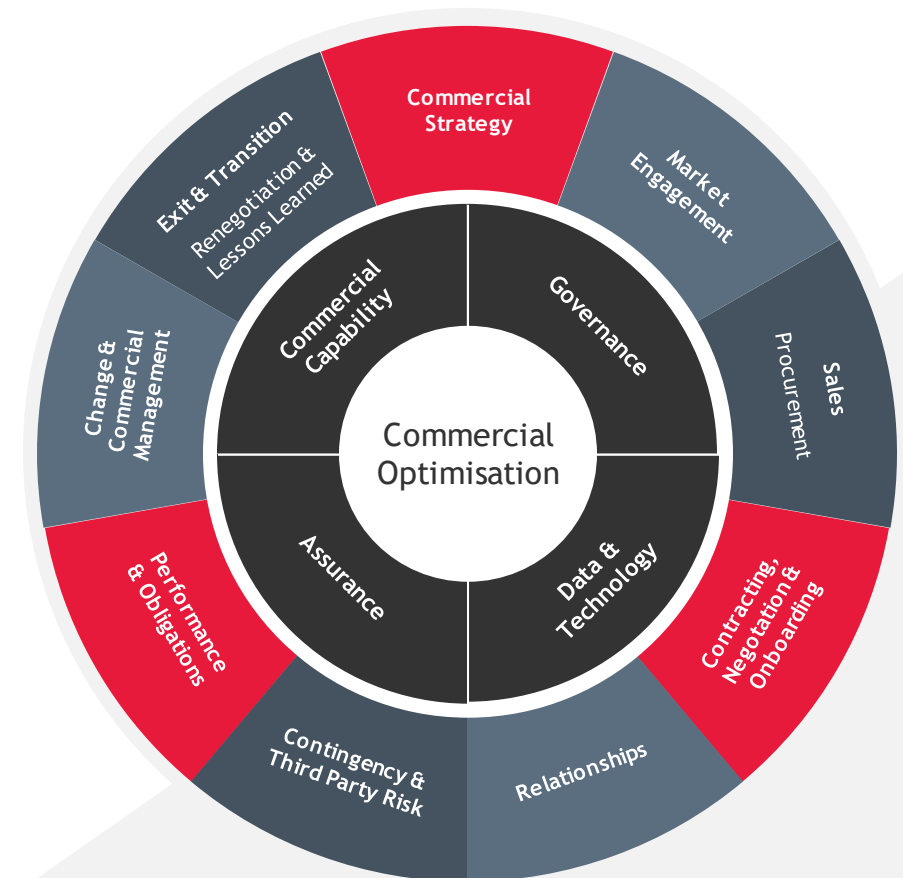 Commercial
Strategy
Market
Engagement
Sales
Procurement
Contracting,
Negotation &
Onboarding
Relationships
Contingency &
Third Party Risk
Performance
& Obligations
Change &
Commercial
Management
Exit & Transition
Renegotiation &
Lessons Learned
Commercial
Capability
Governance
Data &
Technology
Assurance
Commercial
Optimisation